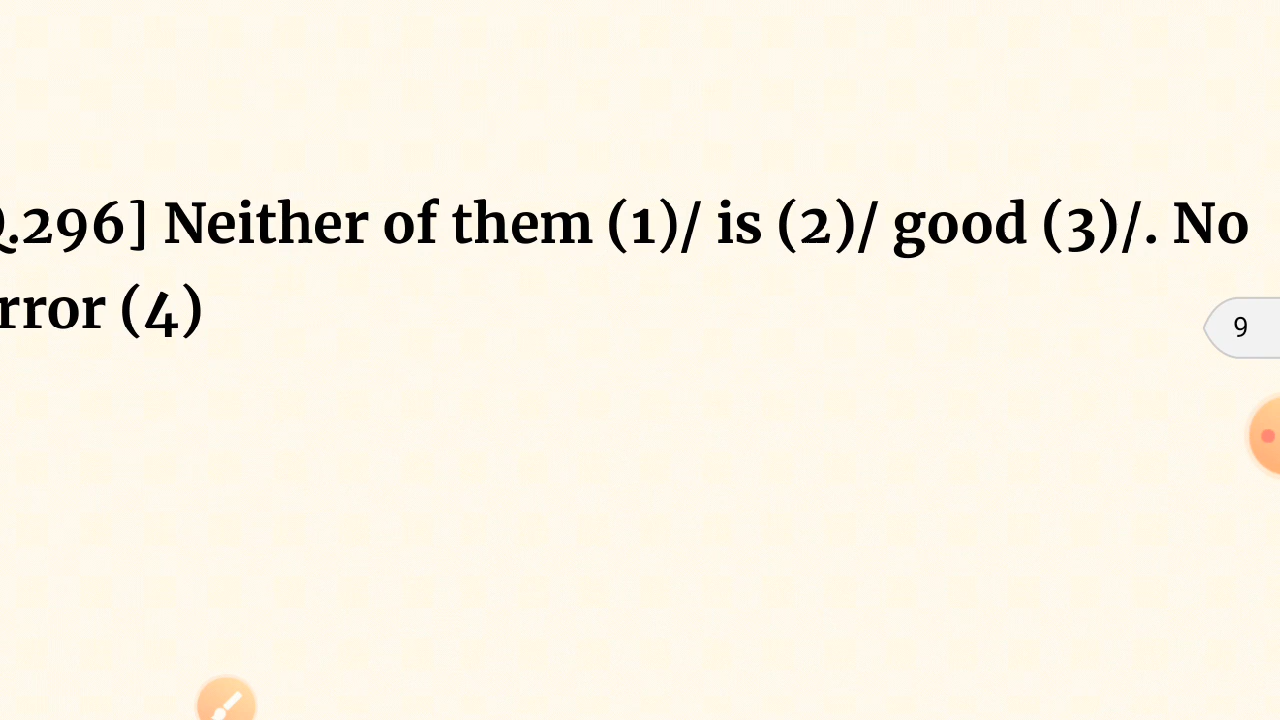 .296] Neither of them (1)/ is (2)/ good (3)/. No
rror (4)
9